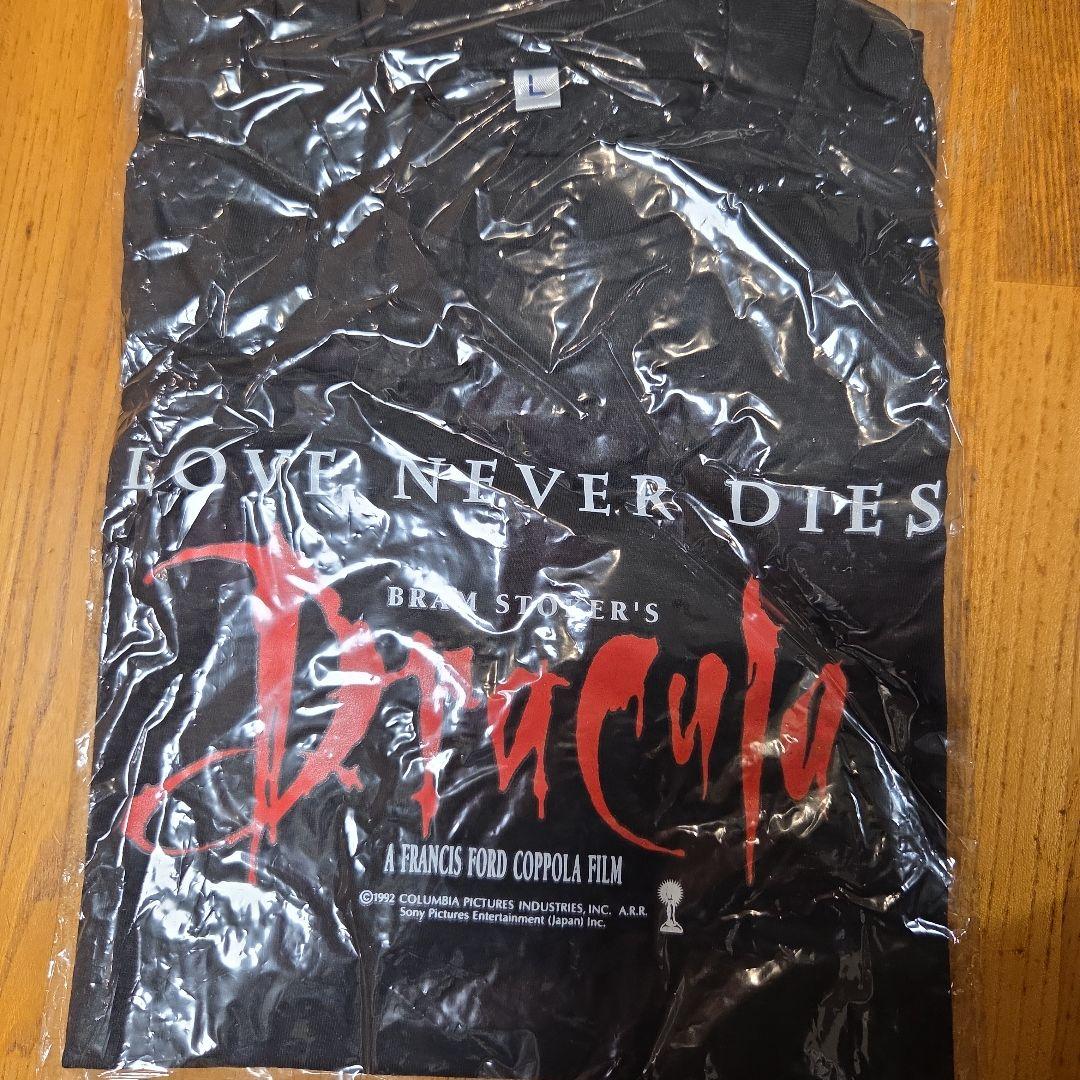 L
LOVE NEVER DIES
BRAM STOKER'S
Dracula
A FRANCIS FORD COPPOLA FILM
©1992 COLUMBIA PICTURES INDUSTRIES, INC. A.R.R.
Sony Pictures Entertainment (Japan) Inc.